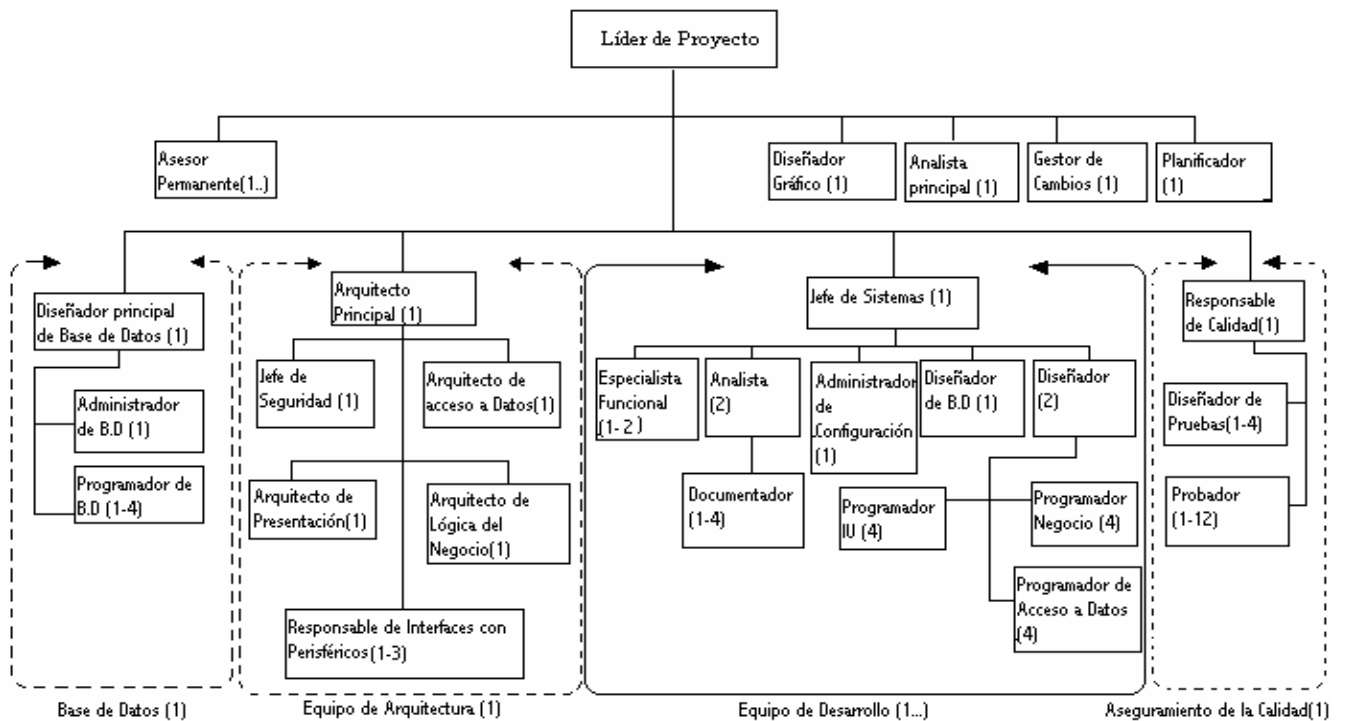 Líder de Proyecto
Asesor
Permanente(1..)
Diseñador
Gráfico (1)
Analista
principal (1)
Gestor de
Cambios (1)
Planificador
(1)
Diseñador principal
de Base de Datos (1)
Administrador
de B.D (1)
Programador de
B.D (1-4)
Base de Datos (1)
Arquitecto
Principal (1)
Jefe de
Seguridad (1)
Arquitecto de
acceso a Datos(1)
Arquitecto de
Presentación(1)
Arquitecto de
Lógica del
Negocio(1)
Responsable de Interfaces con
Perisféricos(1-3)
Equipo de Arquitectura (1)
Jefe de Sistemas (1)
Especialista
Funcional
(1- 2 )
Analista
(2)
Administrador
de
Configuración
(1)
Diseñador
de B.D (1)
Diseñador
(2)
Documentador
(1-4)
Programador
IU (4)
Programador
Negocio (4)
Programador de
Acceso a Datos
(4)
Equipo de Desarrollo (1...)
Responsable
de Calidad(1)
Diseñador de
Pruebas(1-4)
Probador
(1-12)
Aseguramiento de la Calidad(1)